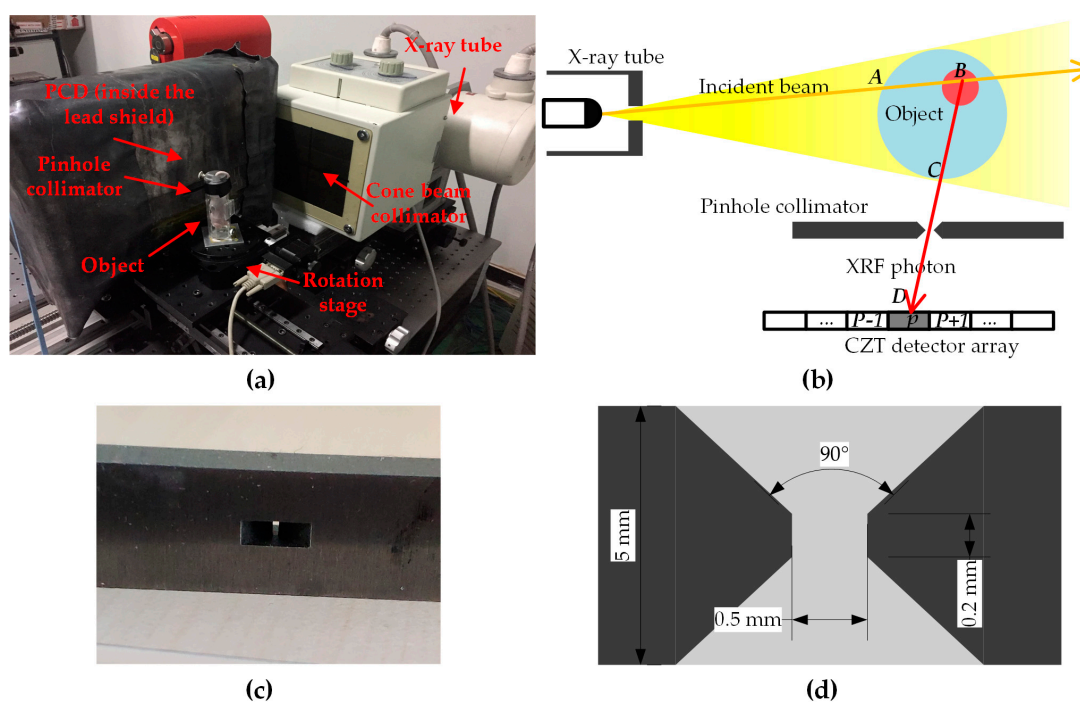 X-ray tube
PCD (inside the
lead shield)
Pinhole
collimator
Cone beam
collimator
Object
Rotation
stage
(a)
X-ray tube
A
B
Incident beam
Object
C
Pinhole collimator
XRF photon
D
... P-1 p P+1 ...
CZT detector array
(b)
(c)
90°
5 mm
0.5 mm
0.2 mm
(d)